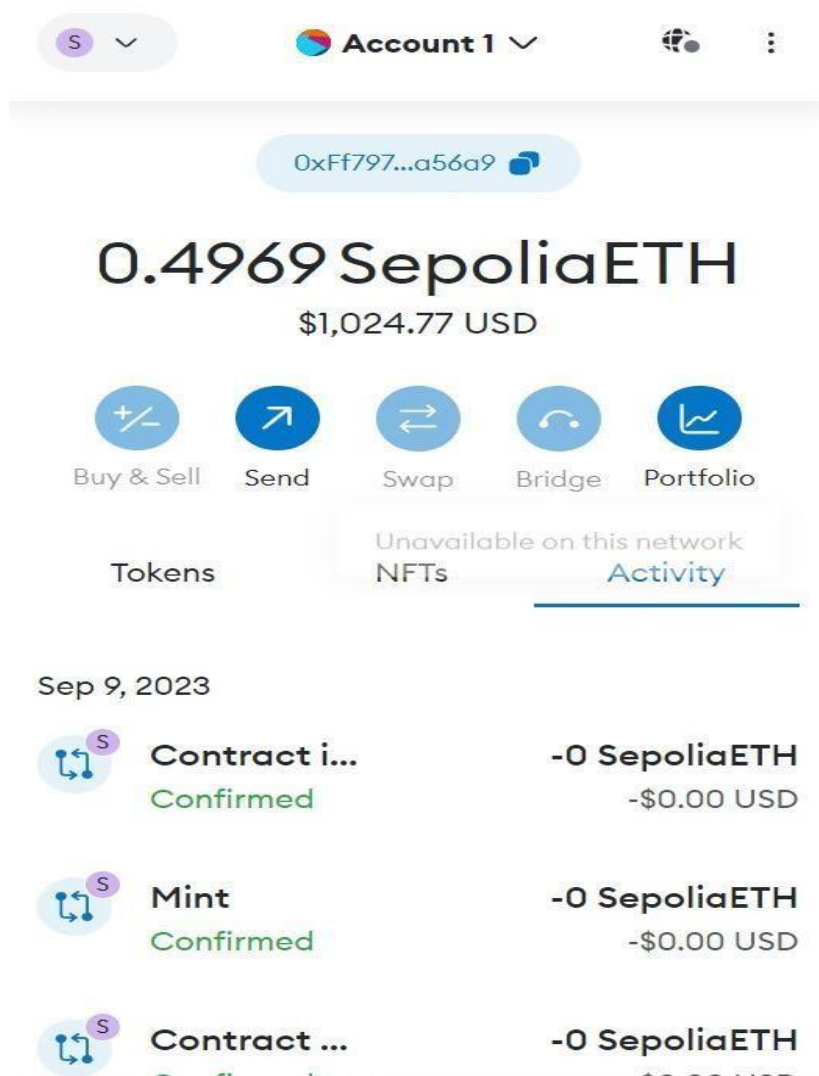 S
Account 1
0xFf797...a56a9
0.4969 SepoliaETH
$1,024.77 USD
Buy & Sell Send Swap Bridge Portfolio
Unavailable on this network
Tokens NFTs Activity
Sep 9, 2023
S
Contract i... -0 SepoliaETH
Confirmed -$0.00 USD
S
Mint -0 SepoliaETH
Confirmed -$0.00 USD
S
Contract ... -0 SepoliaETH